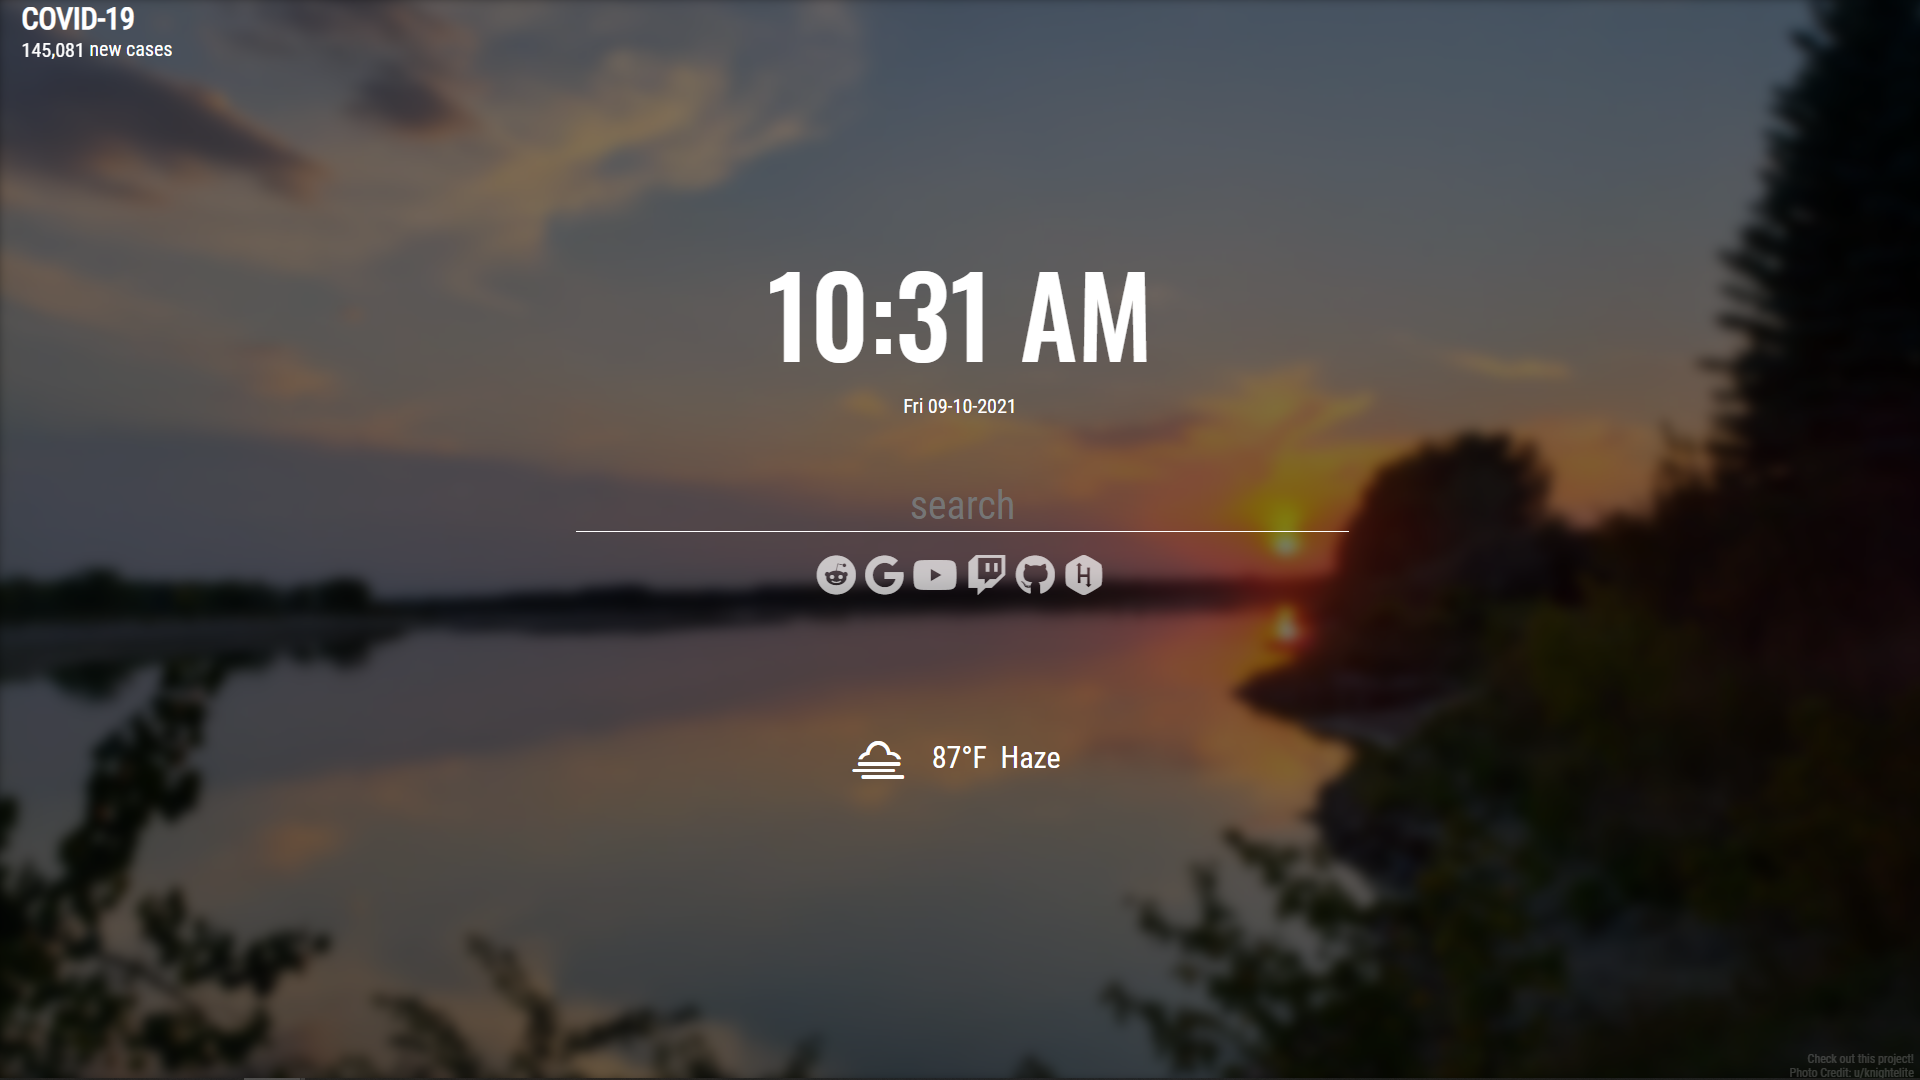 COVID-19
145,081 new cases
10:31 AM
Fri 09-10-2021
search
87°F Haze
Check out this project!
Photo Credit: u/knightelite